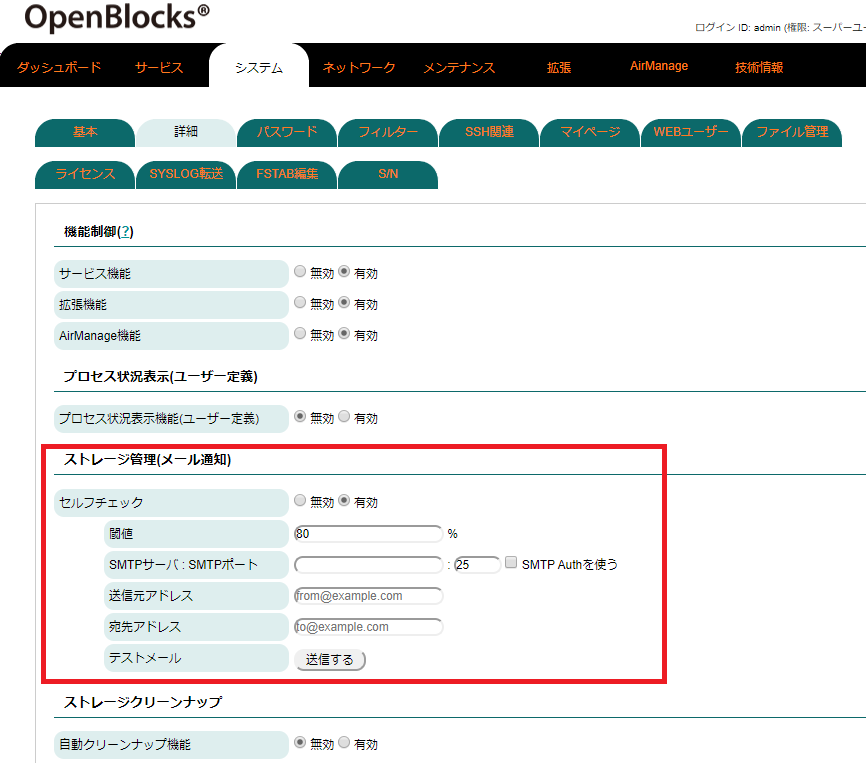 OpenBlocks®
ログイン ID: admin (権限: スーパーユー
ダッシュボード サービス システム ネットワーク メンテナンス 拡張 AirManage 技術情報
基本 詳細 パスワード フィルター SSH関連 マイページ WEBユーザー ファイル管理
ライセンス SYSLOG転送 FSTAB編集 S/N
機能制御(?)
サービス機能 無効 有効
拡張機能 無効 有効
AirManage機能 無効 有効
プロセス状況表示(ユーザー定義)
プロセス状況表示機能(ユーザー定義) 無効 有効
ストレージ管理(メール通知)
セルフチェック 無効 有効
閾値 80 %
SMTPサーバ : SMTPポート : 25 SMTP Authを使う
送信元アドレス from@example.com
宛先アドレス to@example.com
テストメール 送信する
ストレージクリーンナップ
自動クリーンナップ機能 無効 有効